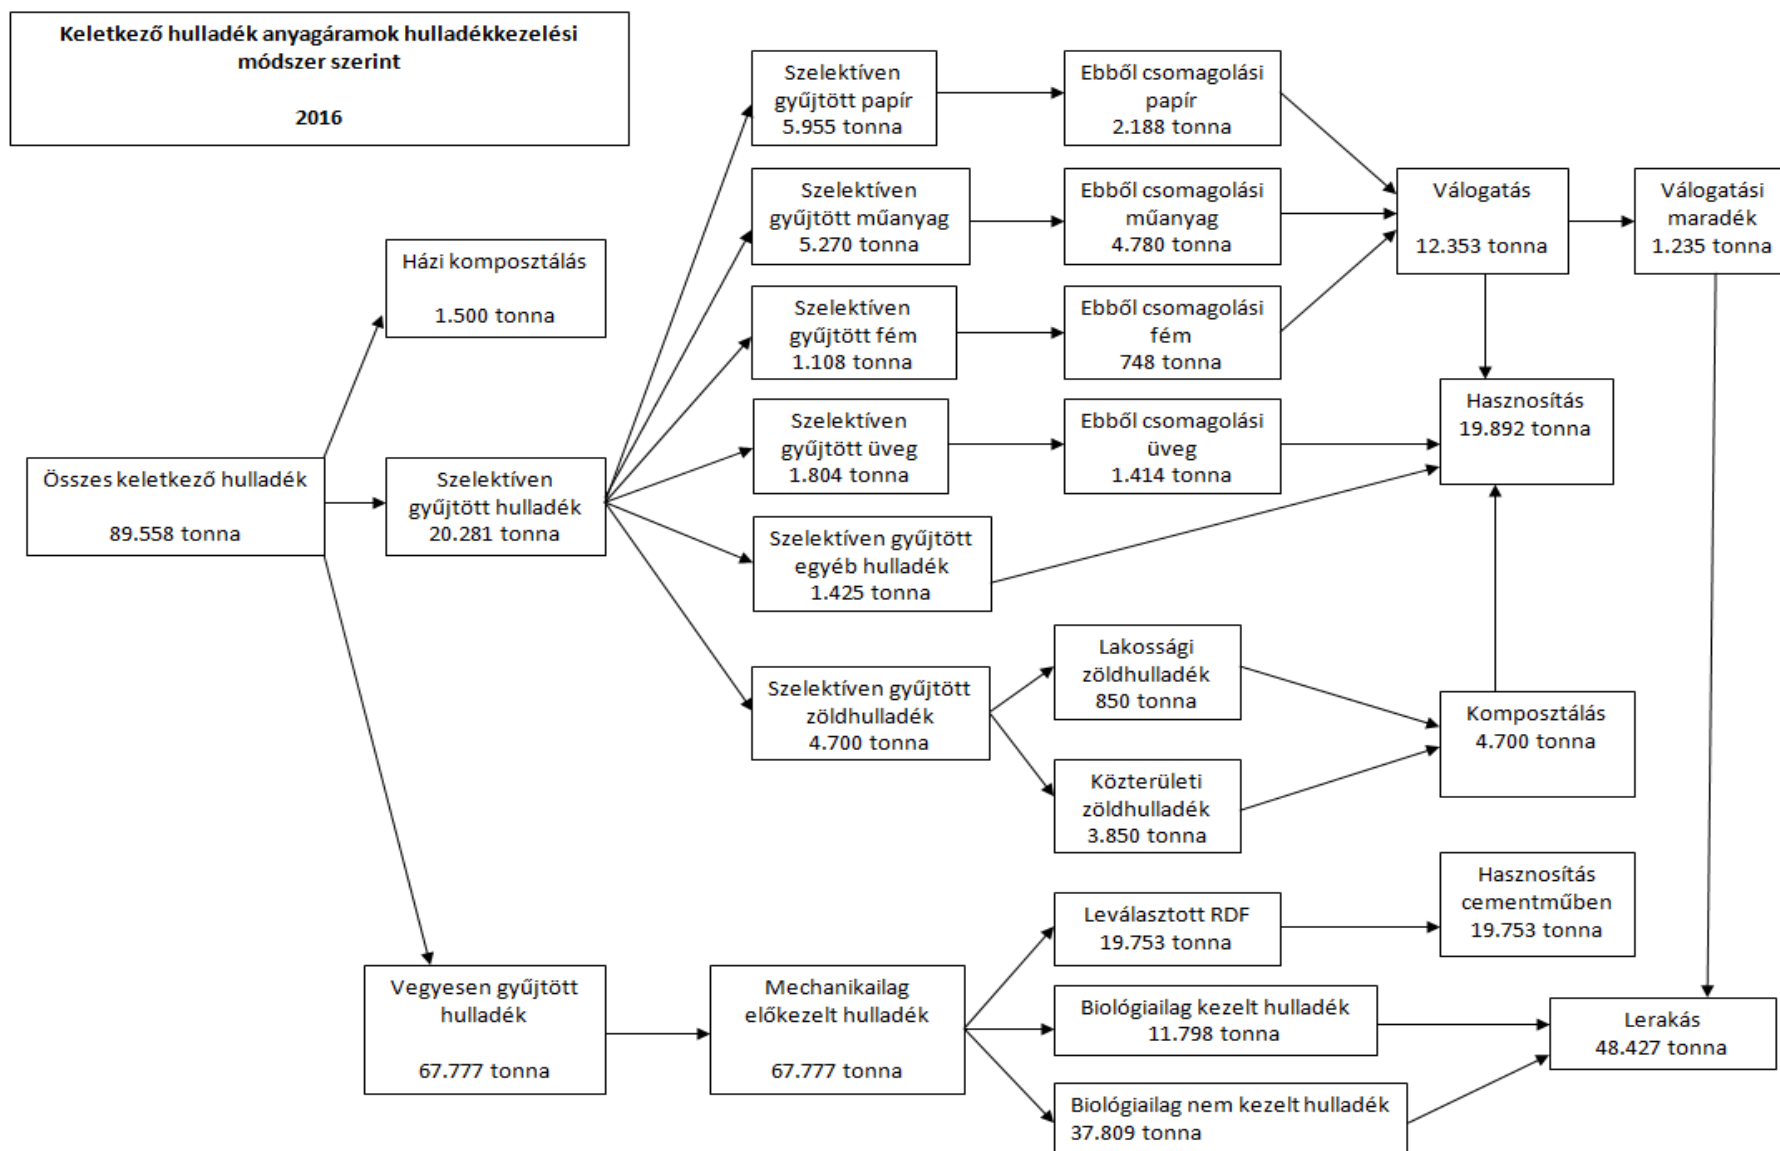 Keletkező hulladék anyagáramok hulladékkezelési
módszer szerint
2016
Összes keletkező hulladék
89.558 tonna
Házi komposztálás
1.500 tonna
Szelektíven
gyűjtött hulladék
20.281 tonna
Vegyesen gyűjtött
hulladék
67.777 tonna
Szelektíven
gyűjtött papír
5.955 tonna
Szelektíven
gyűjtött műanyag
5.270 tonna
Szelektíven
gyűjtött fém
1.108 tonna
Szelektíven
gyűjtött üveg
1.804 tonna
Szelektíven gyűjtött
egyéb hulladék
1.425 tonna
Szelektíven gyűjtött
zöldhulladék
4.700 tonna
Mechanikailag
előkezelt hulladék
67.777 tonna
Ebből csomagolási
papír
2.188 tonna
Ebből csomagolási
műanyag
4.780 tonna
Ebből csomagolási
fém
748 tonna
Ebből csomagolási
üveg
1.414 tonna
Lakossági
zöldhulladék
850 tonna
Közterületi
zöldhulladék
3.850 tonna
Leválasztott RDF
19.753 tonna
Biológiailag kezelt hulladék
11.798 tonna
Biológiailag nem kezelt hulladék
37.809 tonna
Válogatás
12.353 tonna
Válogatási
maradék
1.235 tonna
Hasznosítás
19.892 tonna
Komposztálás
4.700 tonna
Hasznosítás
cementműben
19.753 tonna
Lerakás
48.427 tonna